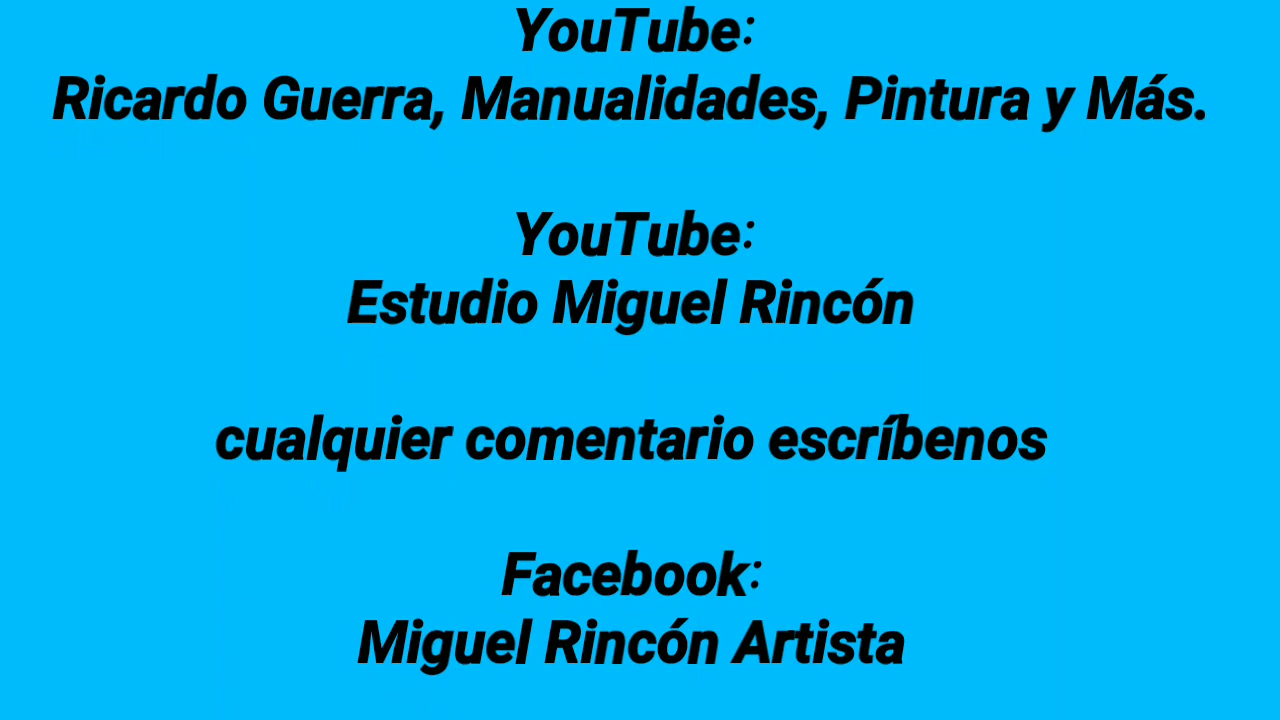 YouTube:
Ricardo Guerra, Manualidades, Pintura y Más.
YouTube:
Estudio Miguel Rincón
cualquier comentario escríbenos
Facebook:
Miguel Rincón Artista